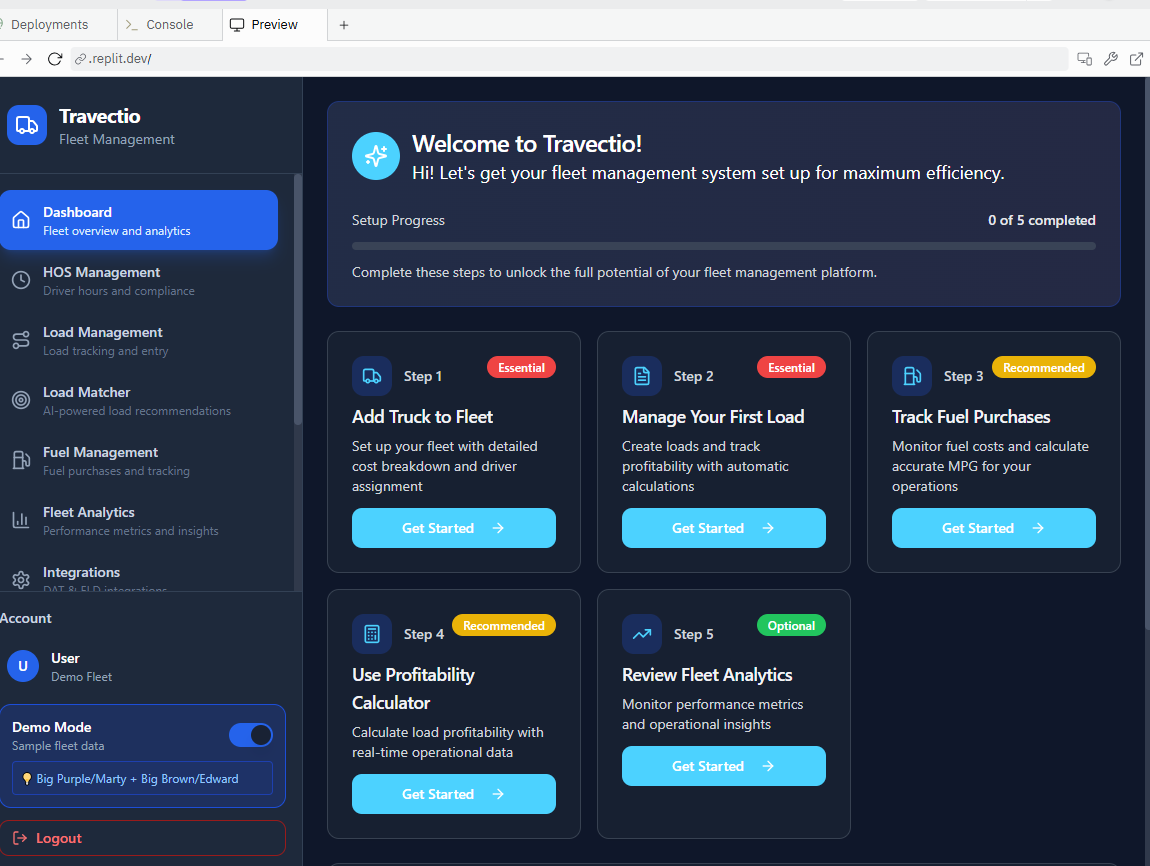 Deployments
Console
Preview
.replit.dev/
Travectio
Fleet Management
Dashboard
Fleet overview and analytics
HOS Management
Driver hours and compliance
Load Management
Load tracking and entry
Load Matcher
AI-powered load recommendations
Fuel Management
Fuel purchases and tracking
Fleet Analytics
Performance metrics and insights
Integrations
DAT & ELD integrations
Account
U
User
Demo Fleet
Demo Mode
Sample fleet data
💡 Big Purple/Marty + Big Brown/Edward
Logout
Welcome to Travectio!
Hi! Let's get your fleet management system set up for maximum efficiency.
Setup Progress
0 of 5 completed
Complete these steps to unlock the full potential of your fleet management platform.
Step 1
Essential
Add Truck to Fleet
Set up your fleet with detailed
cost breakdown and driver
assignment
Get Started →
Step 2
Essential
Manage Your First Load
Create loads and track
profitability with automatic
calculations
Get Started →
Step 3
Recommended
Track Fuel Purchases
Monitor fuel costs and calculate
accurate MPG for your
operations
Get Started →
Step 4
Recommended
Use Profitability
Calculator
Calculate load profitability with
real-time operational data
Get Started →
Step 5
Optional
Review Fleet Analytics
Monitor performance metrics
and operational insights
Get Started →